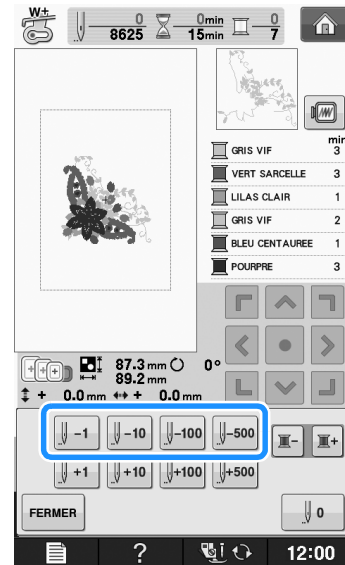 W+
0 0min 0
8625 15min 7
min
GRIS VIF 3
VERT SARCELLE 3
LILAS CLAIR 1
GRIS VIF 2
BLEU CENTAUREE 1
POURPRE 3
87.3 mm 0°
89.2 mm
+ 0.0 mm + 0.0 mm
-1 -10 -100 -500 - +
+1 +10 +100 +500
FERMER 0
? 12:00